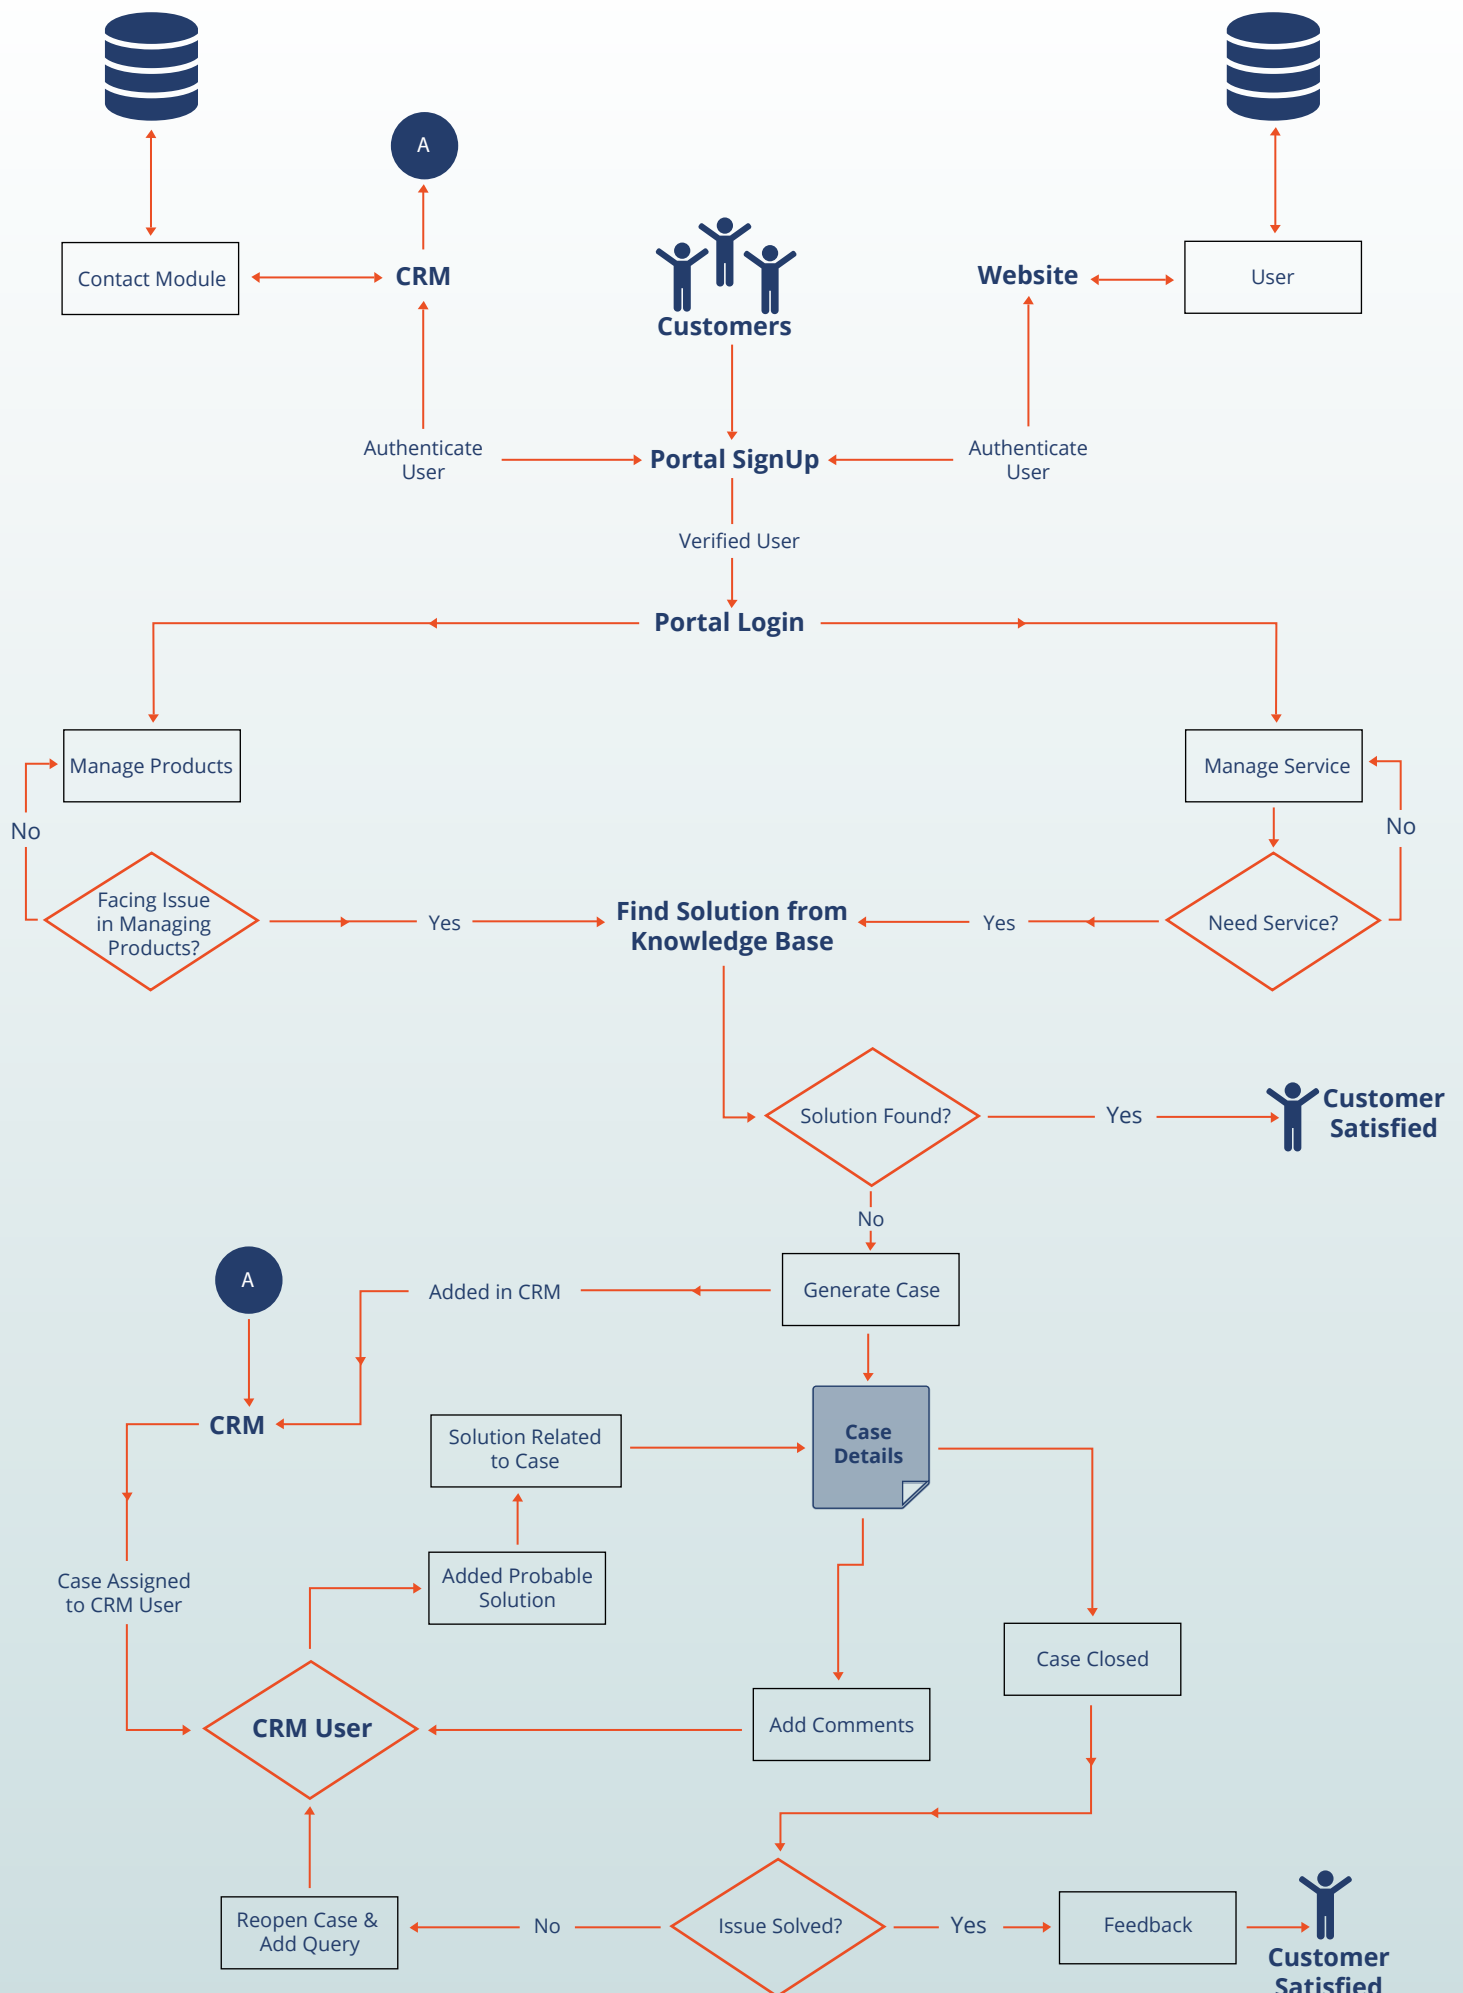 A
Contact Module
CRM
Customers
Website
User
Authenticate
User
Portal SignUp
Authenticate
User
Verified User
Portal Login
Manage Products
Manage Service
No
No
Facing Issue
in Managing
Products?
Yes
Find Solution from
Knowledge Base
Yes
Need Service?
Solution Found?
Yes
Customer
Satisfied
No
A
Added in CRM
Generate Case
CRM
Solution Related
to Case
Case
Details
Case Assigned
to CRM User
Added Probable
Solution
Case Closed
CRM User
Add Comments
Reopen Case &
Add Query
No
Issue Solved?
Yes
Feedback
Customer
Satisfied